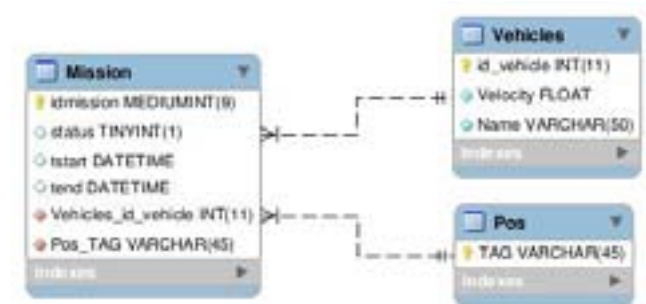 Mission
idmission MEDIUMINT(9)
status TINYINT(1)
tstart DATETIME
tend DATETIME
Vehicles_id_vehicle INT(11)
Pos_TAG VARCHAR(45)
Indexes
Vehicles
id_vehicle INT(11)
Velocity FLOAT
Name VARCHAR(50)
Indexes
Pos
TAG VARCHAR(45)
Indexes